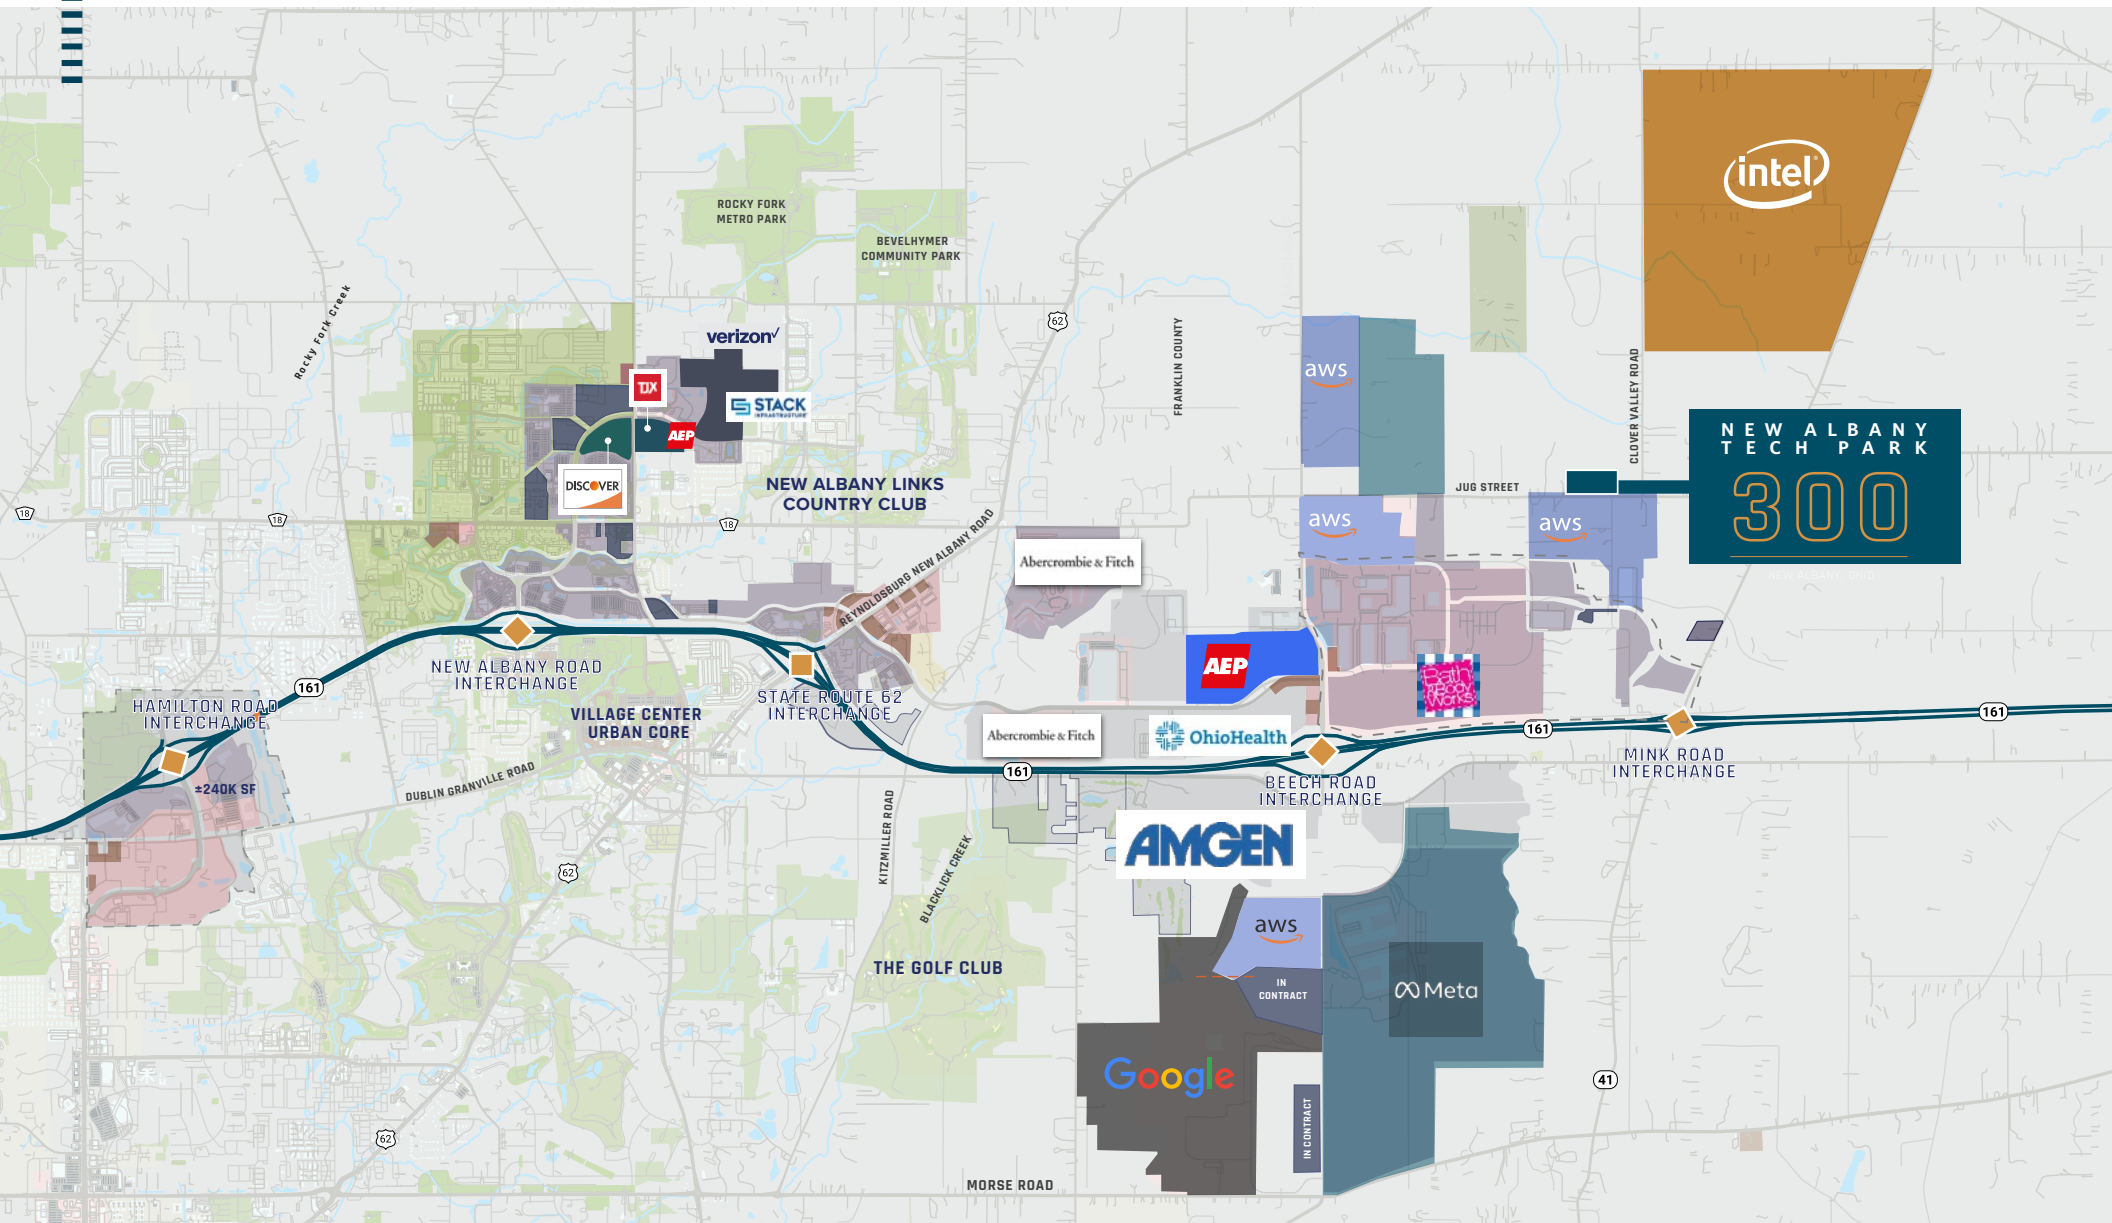 intel
ROCKY FORK
METRO PARK
BEVELHYMER
COMMUNITY PARK
Rocky Fork Creek
62
verizon
FRANKLIN COUNTY
aws
CLOVER VALLEY ROAD
TJX
STACK
INFRASTRUCTURE
AEP
DISCOVER
NEW ALBANY LINKS
COUNTRY CLUB
NEW ALBANY
TECH PARK
300
JUG STREET
18
18
18
aws
aws
REYNOLDSBURG NEW ALBANY ROAD
Abercrombie & Fitch
NEW ALBANY ROAD
INTERCHANGE
161
HAMILTON ROAD
INTERCHANGE
STATE ROUTE 62
INTERCHANGE
VILLAGE CENTER
URBAN CORE
AEP
Bath
& Body
Works
Abercrombie & Fitch
OhioHealth
161
161
161
MINK ROAD
INTERCHANGE
BEECH ROAD
INTERCHANGE
±240K SF
DUBLIN GRANVILLE ROAD
KITZMILLER ROAD
BLACKLICK CREEK
AMGEN
62
aws
THE GOLF CLUB
IN
CONTRACT
Meta
Google
IN CONTRACT
41
62
MORSE ROAD